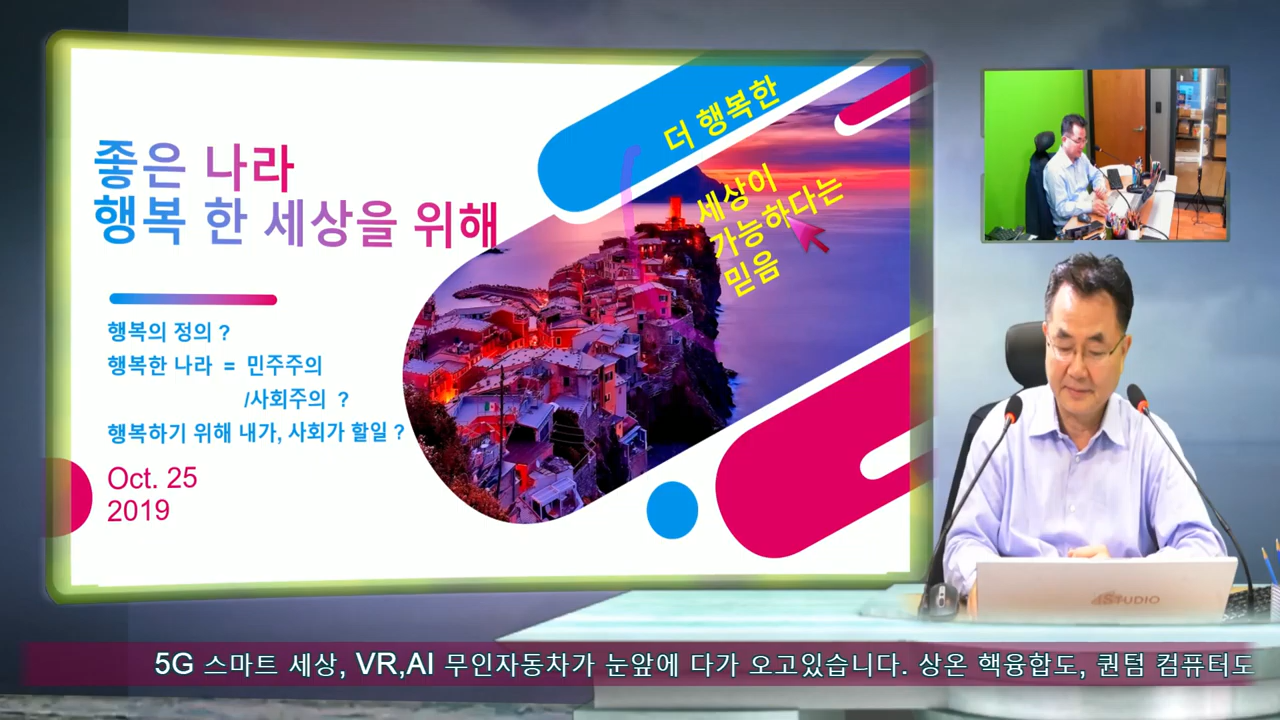 좋은 나라
행복 한 세상을 위해
행복의 정의 ?
행복한 나라 = 민주주의
/사회주의 ?
행복하기 위해 내가, 사회가 할일 ?
Oct. 25
2019
더 행복한
세상이
가능하다는
믿음
STUDIO
5G 스마트 세상, VR,AI 무인자동차가 눈앞에 다가 오고있습니다. 상온 핵융합도, 퀀텀 컴퓨터도